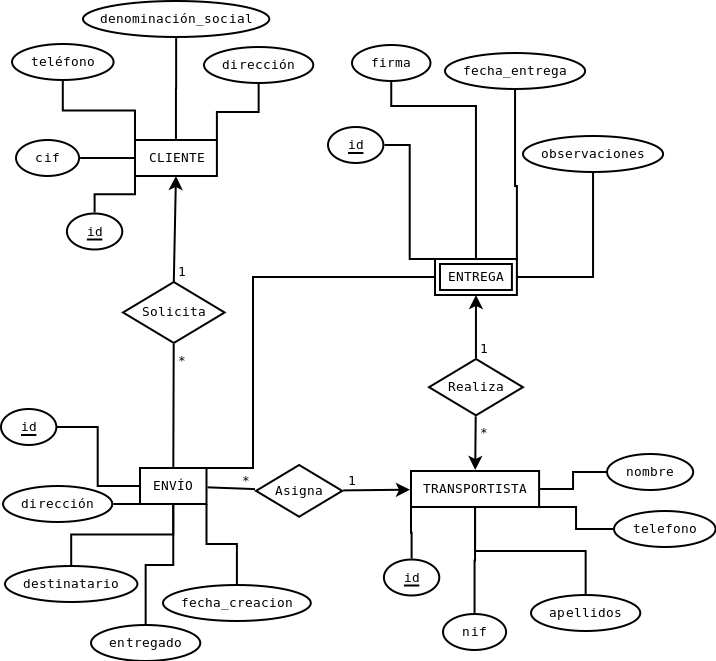 denominación_social
teléfono
dirección
cif
CLIENTE
id
1
Solicita
*
firma
fecha_entrega
id
observaciones
ENTREGA
1
Realiza
*
id
ENVÍO
*
Asigna
1
TRANSPORTISTA
nombre
dirección
telefono
destinatario
id
fecha_creacion
apellidos
entregado
nif